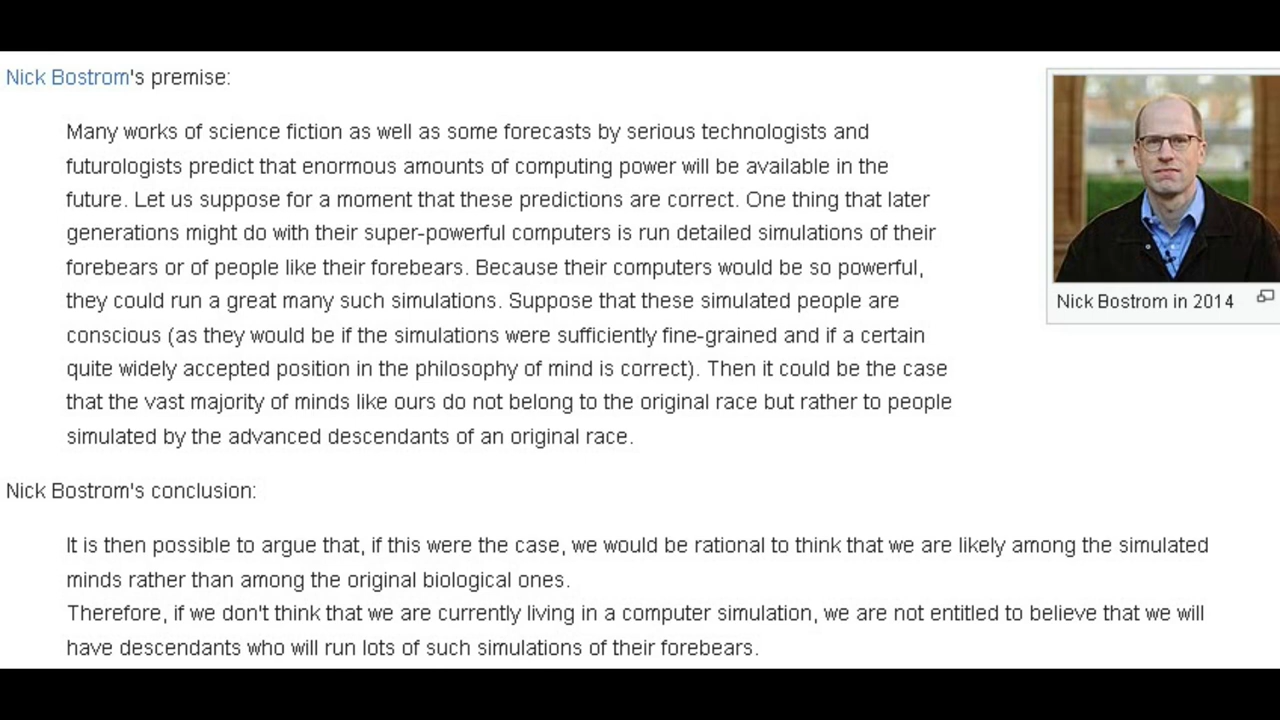 Nick Bostrom's premise:
Many works of science fiction as well as some forecasts by serious technologists and
futurologists predict that enormous amounts of computing power will be available in the
future. Let us suppose for a moment that these predictions are correct. One thing that later
generations might do with their super-powerful computers is run detailed simulations of their
forebears or of people like their forebears. Because their computers would be so powerful,
they could run a great many such simulations. Suppose that these simulated people are
conscious (as they would be if the simulations were sufficiently fine-grained and if a certain
quite widely accepted position in the philosophy of mind is correct). Then it could be the case
that the vast majority of minds like ours do not belong to the original race but rather to people
simulated by the advanced descendants of an original race.
Nick Bostrom in 2014
Nick Bostrom's conclusion:
It is then possible to argue that, if this were the case, we would be rational to think that we are likely among the simulated
minds rather than among the original biological ones.
Therefore, if we don't think that we are currently living in a computer simulation, we are not entitled to believe that we will
have descendants who will run lots of such simulations of their forebears.